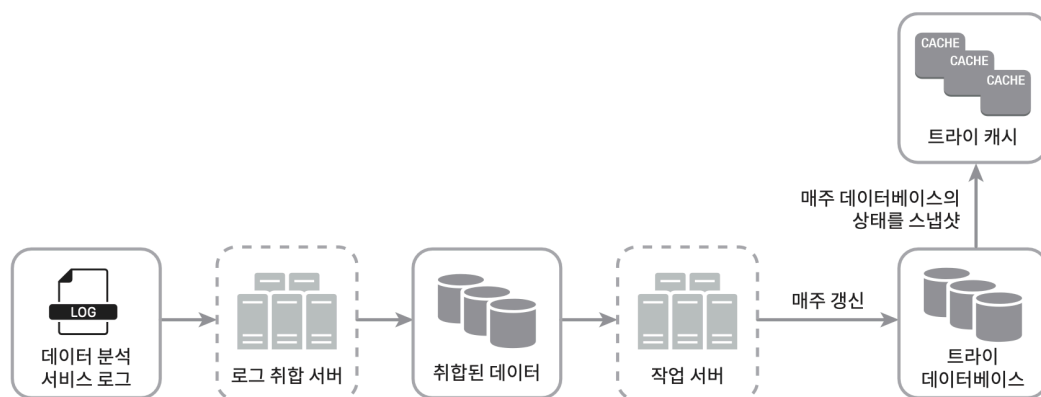 CACHE
CACHE
CACHE
트라이 캐시
매주 데이터베이스의
상태를 스냅샷
LOG
데이터 분석
서비스 로그
로그 취합 서버
취합된 데이터
작업 서버
매주 갱신
트라이
데이터베이스